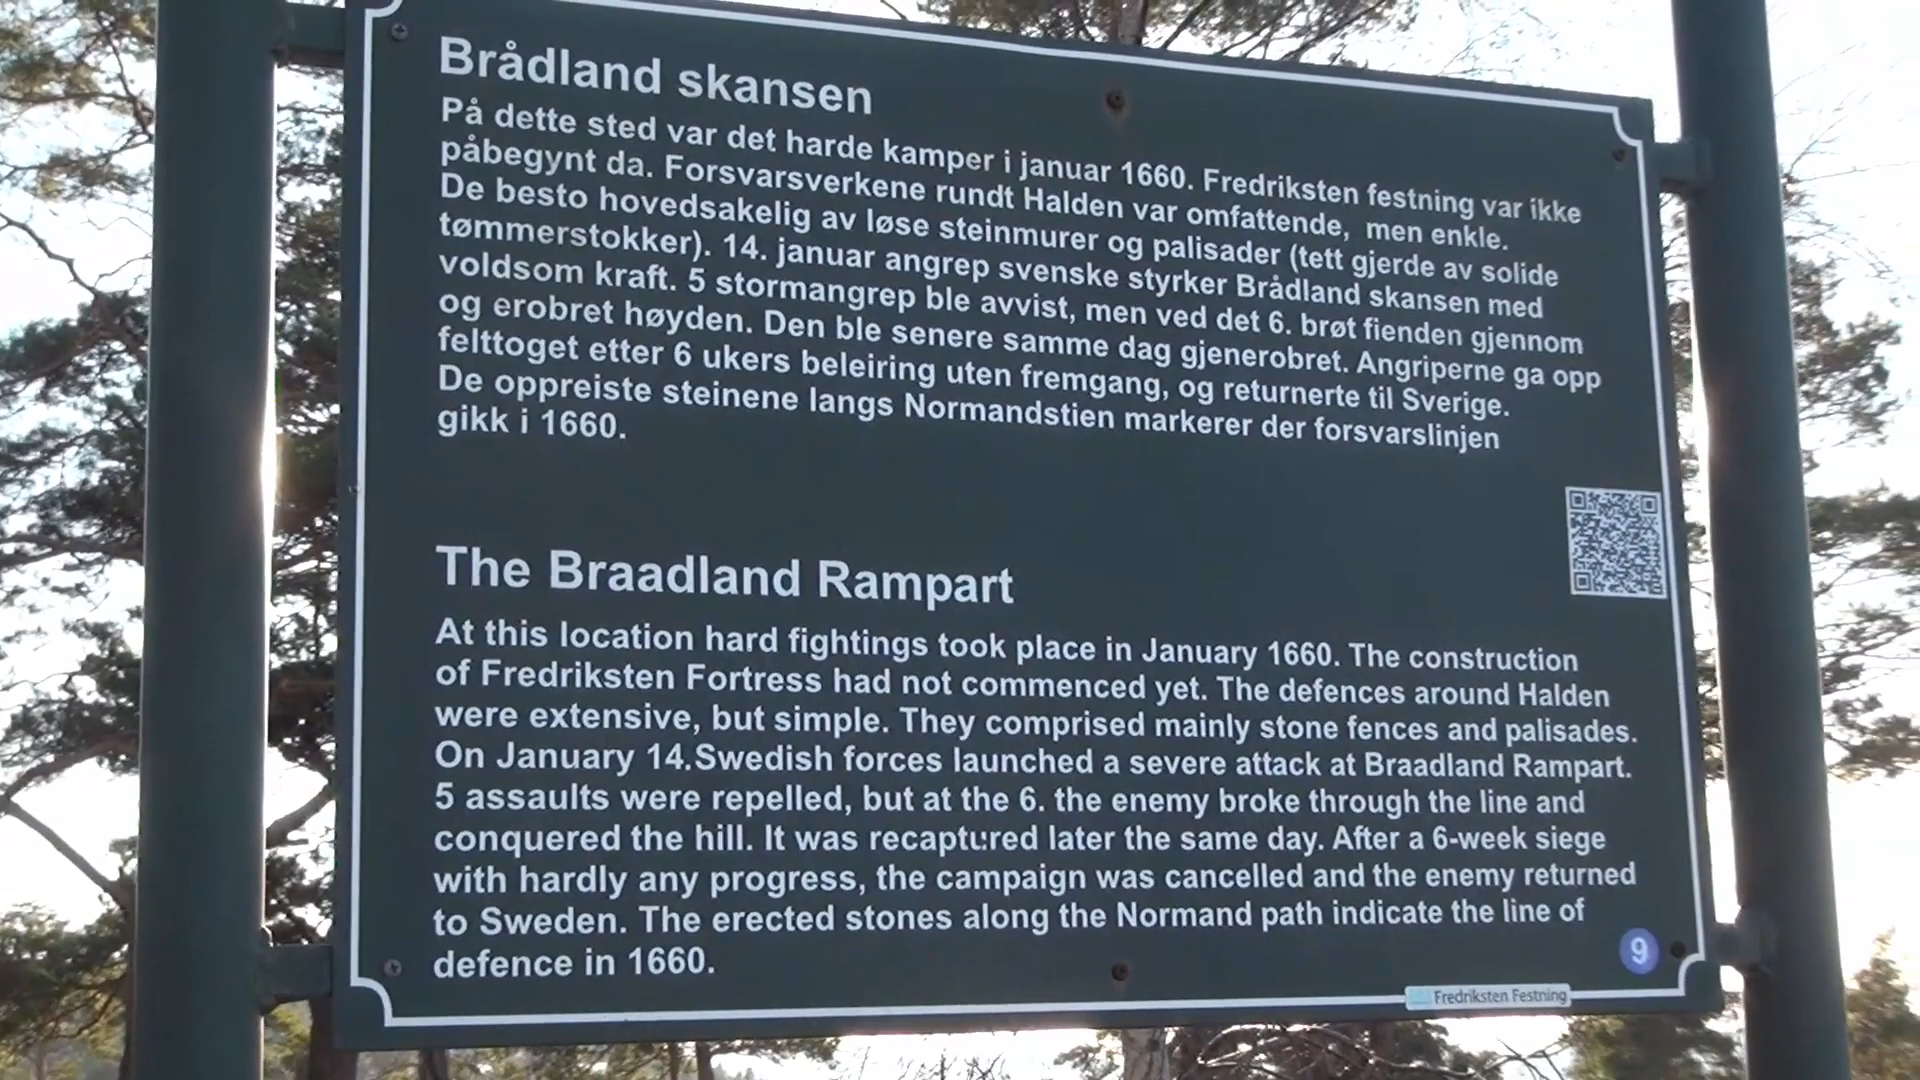 Brådland skansen
På dette sted var det harde kamper i januar 1660. Fredriksten festning var ikke
påbegynt da. Forsvarsverkene rundt Halden var omfattende, men enkle.
De besto hovedsakelig av løse steinmurer og palisader (tett gjerde av solide
tømmerstokker). 14. januar angrep svenske styrker Brådland skansen med
voldsom kraft. 5 stormangrep ble avvist, men ved det 6. brøt fienden gjennom
og erobret høyden. Den ble senere samme dag gjenerobret. Angriperne ga opp
felttoget etter 6 ukers beleiring uten fremgang, og returnerte til Sverige.
De oppreiste steinene langs Normandstien markerer der forsvarslinjen
gikk i 1660.
The Braadland Rampart
At this location hard fightings took place in January 1660. The construction
of Fredriksten Fortress had not commenced yet. The defences around Halden
were extensive, but simple. They comprised mainly stone fences and palisades.
On January 14.Swedish forces launched a severe attack at Braadland Rampart.
5 assaults were repelled, but at the 6. the enemy broke through the line and
conquered the hill. It was recaptured later the same day. After a 6-week siege
with hardly any progress, the campaign was cancelled and the enemy returned
to Sweden. The erected stones along the Normand path indicate the line of
defence in 1660.
9
Fredriksten Festning